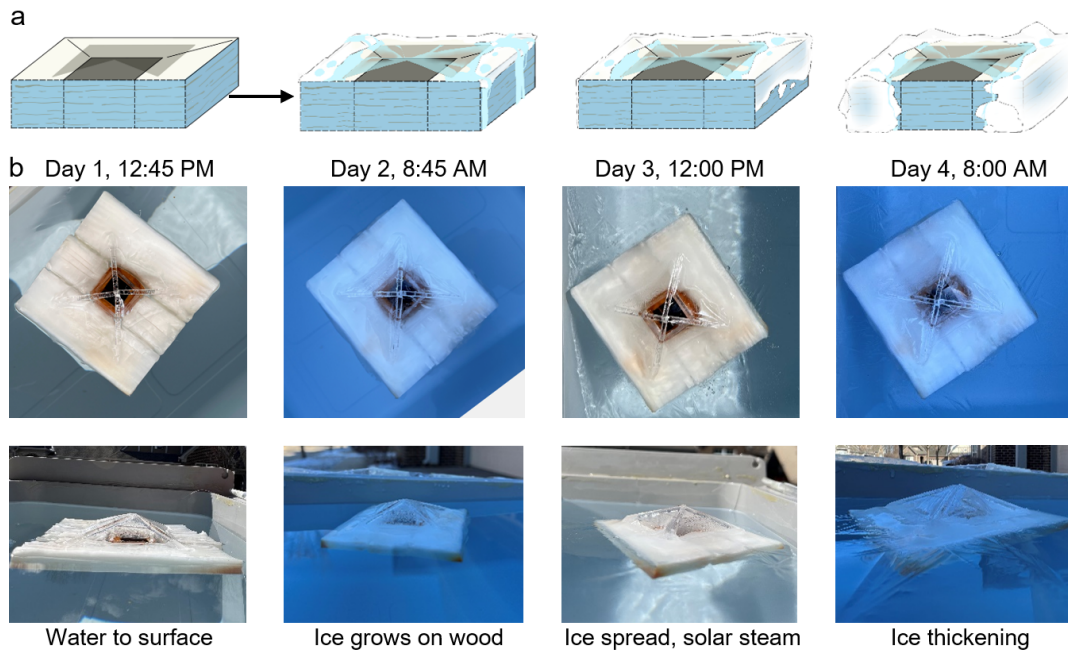 a
b Day 1, 12:45 PM Day 2, 8:45 AM Day 3, 12:00 PM Day 4, 8:00 AM
Water to surface Ice grows on wood Ice spread, solar steam Ice thickening